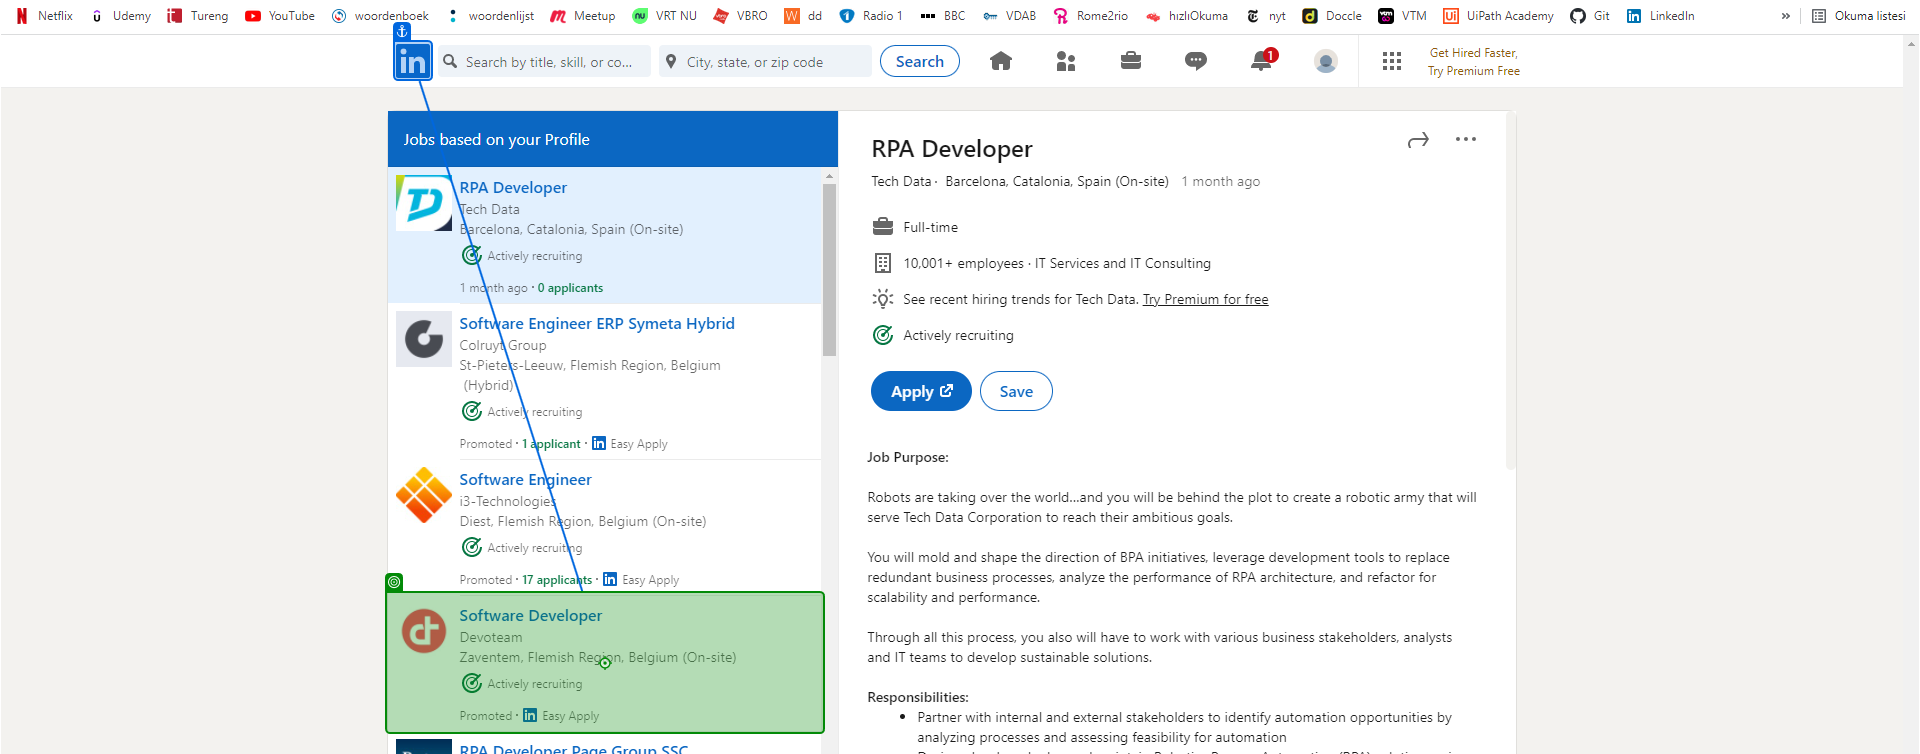 Netflix Udemy Tureng YouTube woordenboek woordenlijst Meetup VRT NU VBRO dd Radio 1 BBC VDAB Rome2rio hızlıOkuma nyt Doccle VTM UiPath Academy Git LinkedIn » Okuma listesi
in Search by title, skill, or co... City, state, or zip code Search 1 Get Hired Faster,
Try Premium Free
Jobs based on your Profile
RPA Developer
Tech Data
Barcelona, Catalonia, Spain (On-site)
Actively recruiting
1 month ago · 0 applicants
Software Engineer ERP Symeta Hybrid
Colruyt Group
St-Pieters-Leeuw, Flemish Region, Belgium
(Hybrid)
Actively recruiting
Promoted · 1 applicant · in Easy Apply
Software Engineer
i3-Technologies
Diest, Flemish Region, Belgium (On-site)
Actively recruiting
Promoted · 17 applicants · in Easy Apply
Software Developer
Devoteam
Zaventem, Flemish Region, Belgium (On-site)
Actively recruiting
Promoted · in Easy Apply
RPA Developer Page Group SSC
RPA Developer
Tech Data · Barcelona, Catalonia, Spain (On-site) 1 month ago
Full-time
10,001+ employees · IT Services and IT Consulting
See recent hiring trends for Tech Data. Try Premium for free
Actively recruiting
Apply Save
Job Purpose:
Robots are taking over the world...and you will be behind the plot to create a robotic army that will
serve Tech Data Corporation to reach their ambitious goals.
You will mold and shape the direction of BPA initiatives, leverage development tools to replace
redundant business processes, analyze the performance of RPA architecture, and refactor for
scalability and performance.
Through all this process, you also will have to work with various business stakeholders, analysts
and IT teams to develop sustainable solutions.
Responsibilities:
• Partner with internal and external stakeholders to identify automation opportunities by
analyzing processes and assessing feasibility for automation